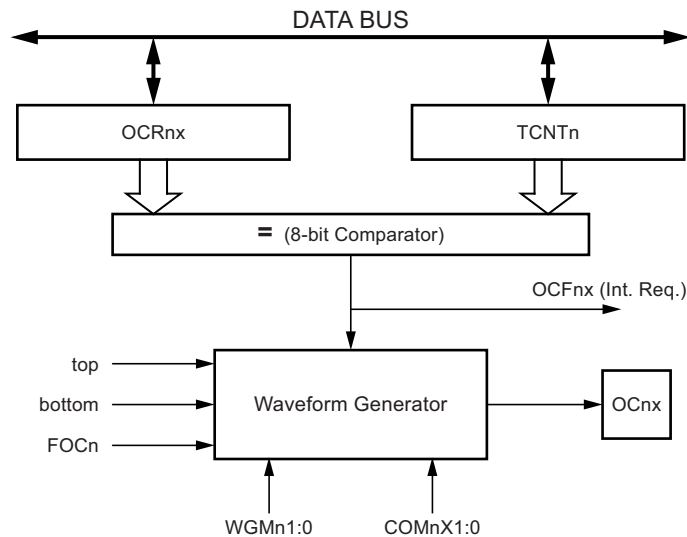 DATA BUS
OCRnx
TCNTn
= (8-bit Comparator)
OCFnx (Int. Req.)
top
bottom
FOCn
Waveform Generator
OCnx
WGMn1:0
COMnX1:0